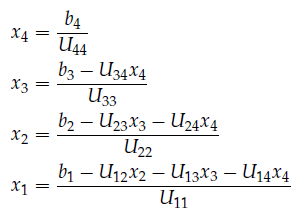 x₄ = b₄ / U₄₄
x₃ = (b₃ − U₃₄x₄) / U₃₃
x₂ = (b₂ − U₂₃x₃ − U₂₄x₄) / U₂₂
x₁ = (b₁ − U₁₂x₂ − U₁₃x₃ − U₁₄x₄) / U₁₁